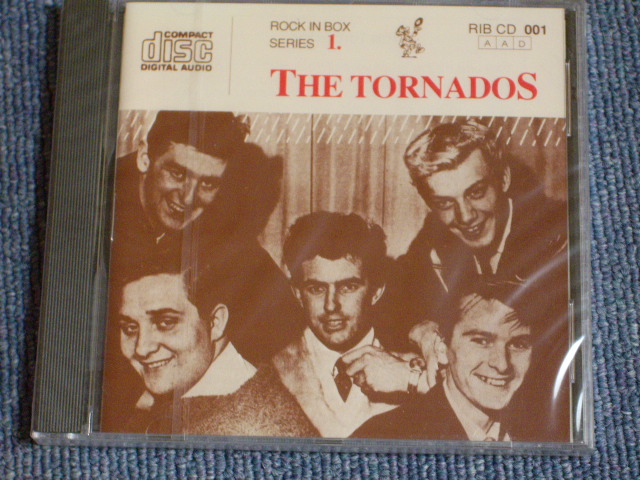 COMPACT
disc
DIGITAL AUDIO
ROCK IN BOX
SERIES 1.
RIB CD 001
A A D
THE TORNADOS